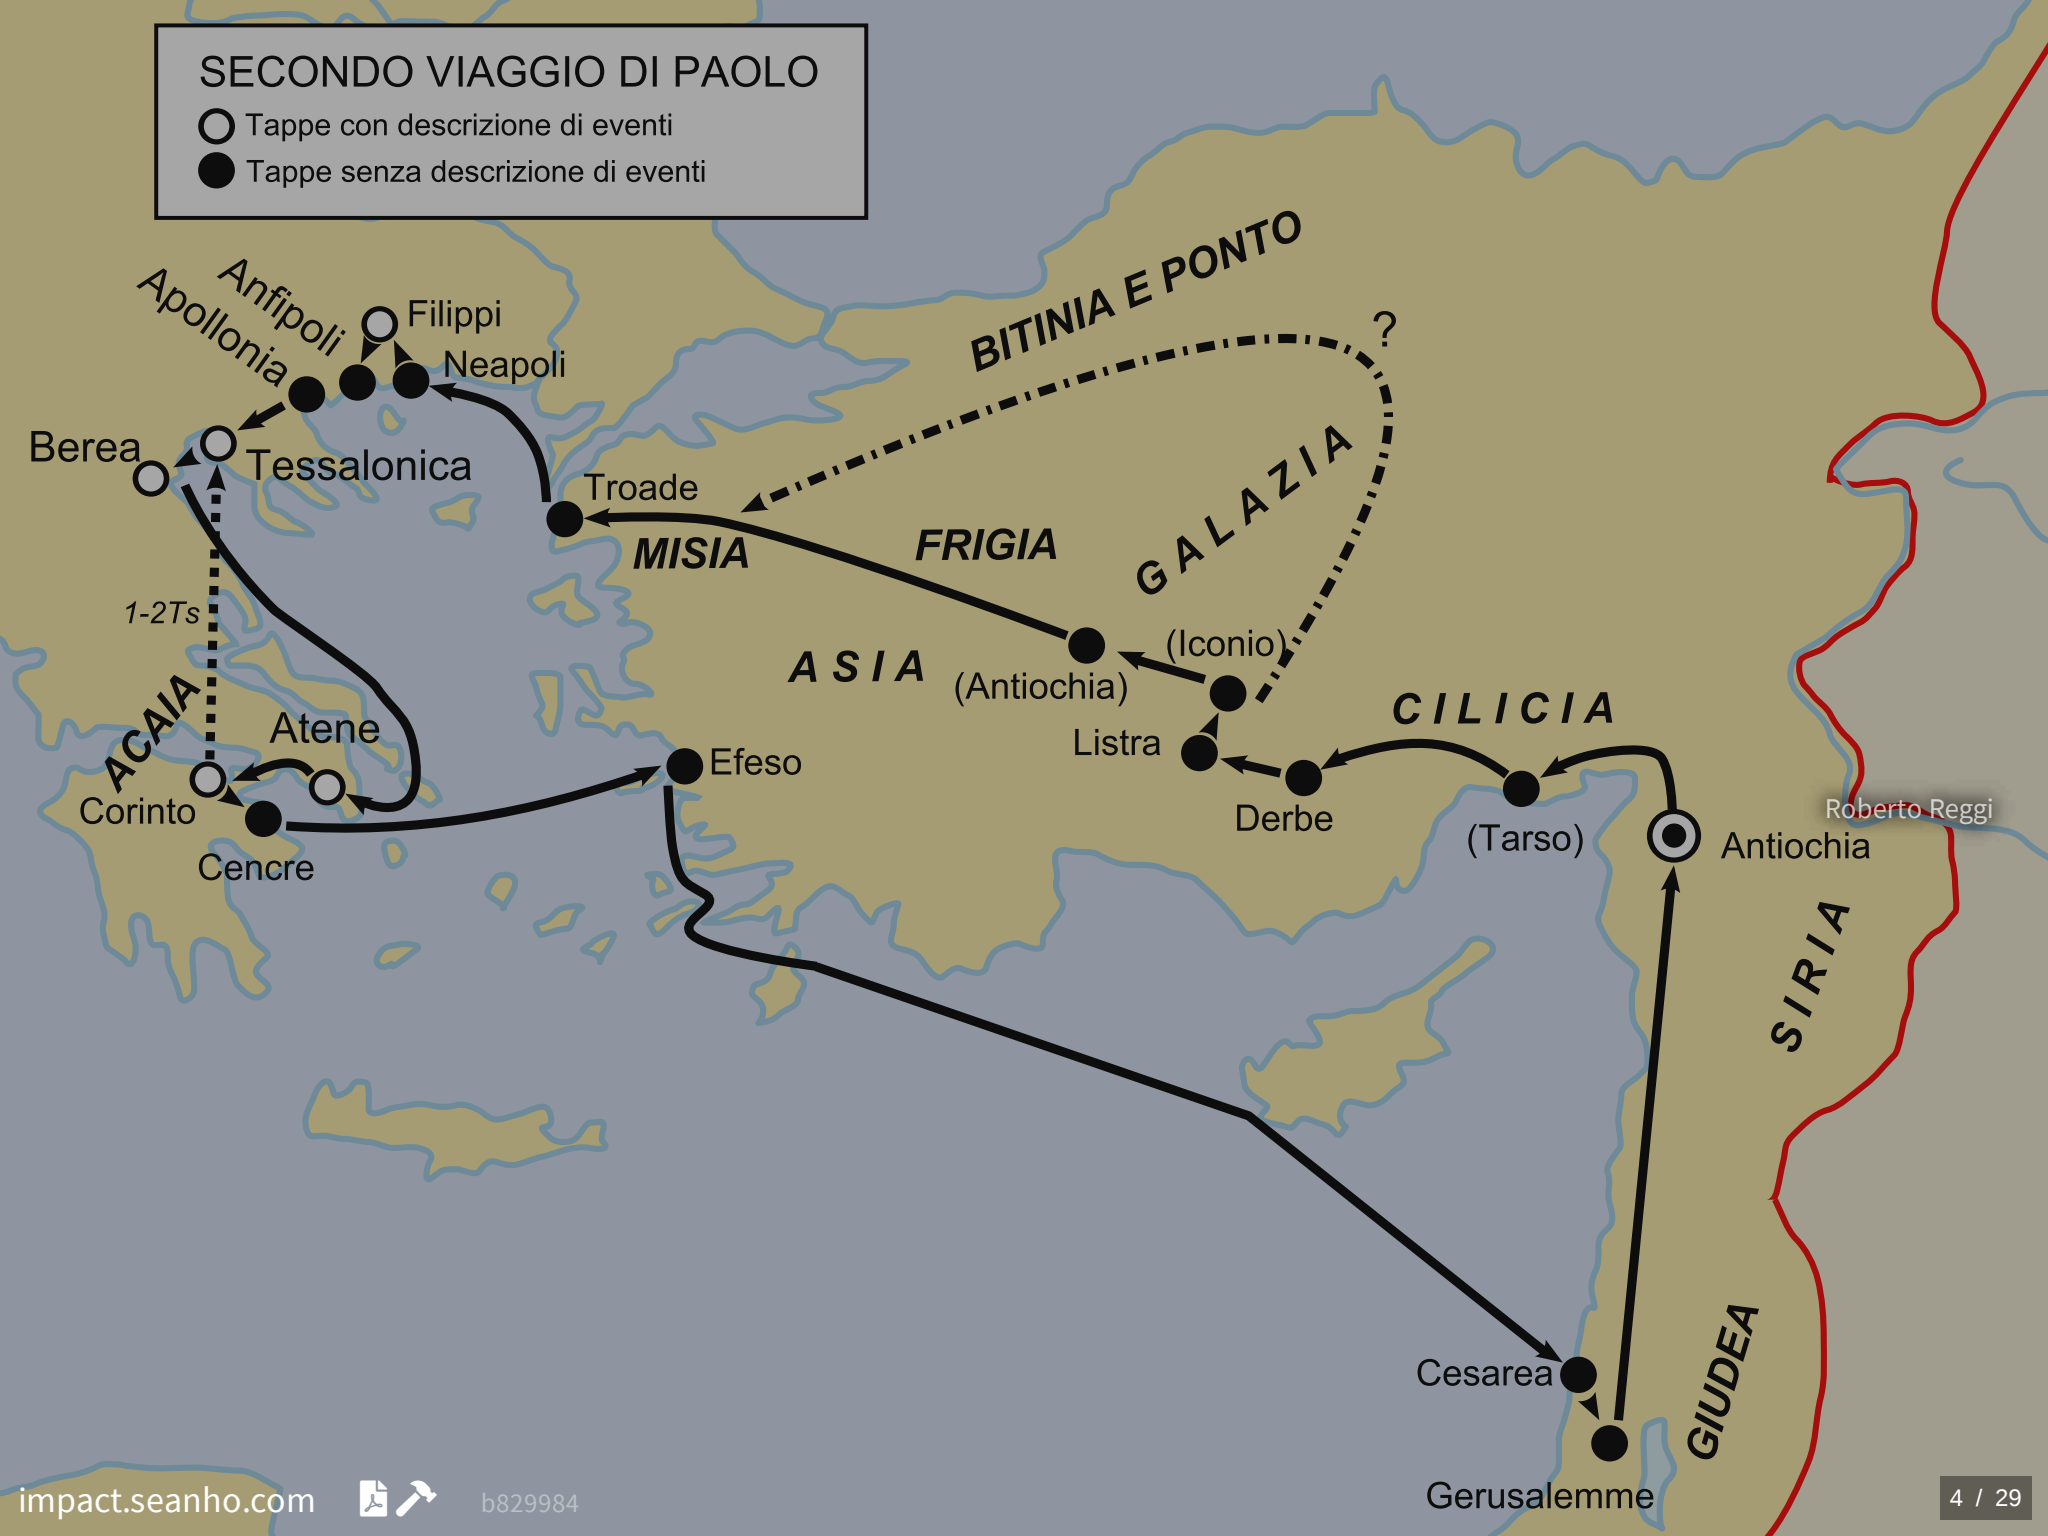 SECONDO VIAGGIO DI PAOLO
Tappe con descrizione di eventi
Tappe senza descrizione di eventi
BITINIA E PONTO
?
Anfipoli
Apollonia
Filippi
Neapoli
Berea
Tessalonica
Troade
MISIA
FRIGIA
GALAZIA
1-2Ts
ASIA
(Iconio)
(Antiochia)
CILICIA
ACAIA
Atene
Listra
Efeso
Corinto
Derbe
(Tarso)
Roberto Reggi
Antiochia
Cencre
SIRIA
Cesarea
GIUDEA
Gerusalemme
impact.seanho.com
b829984
4 / 29